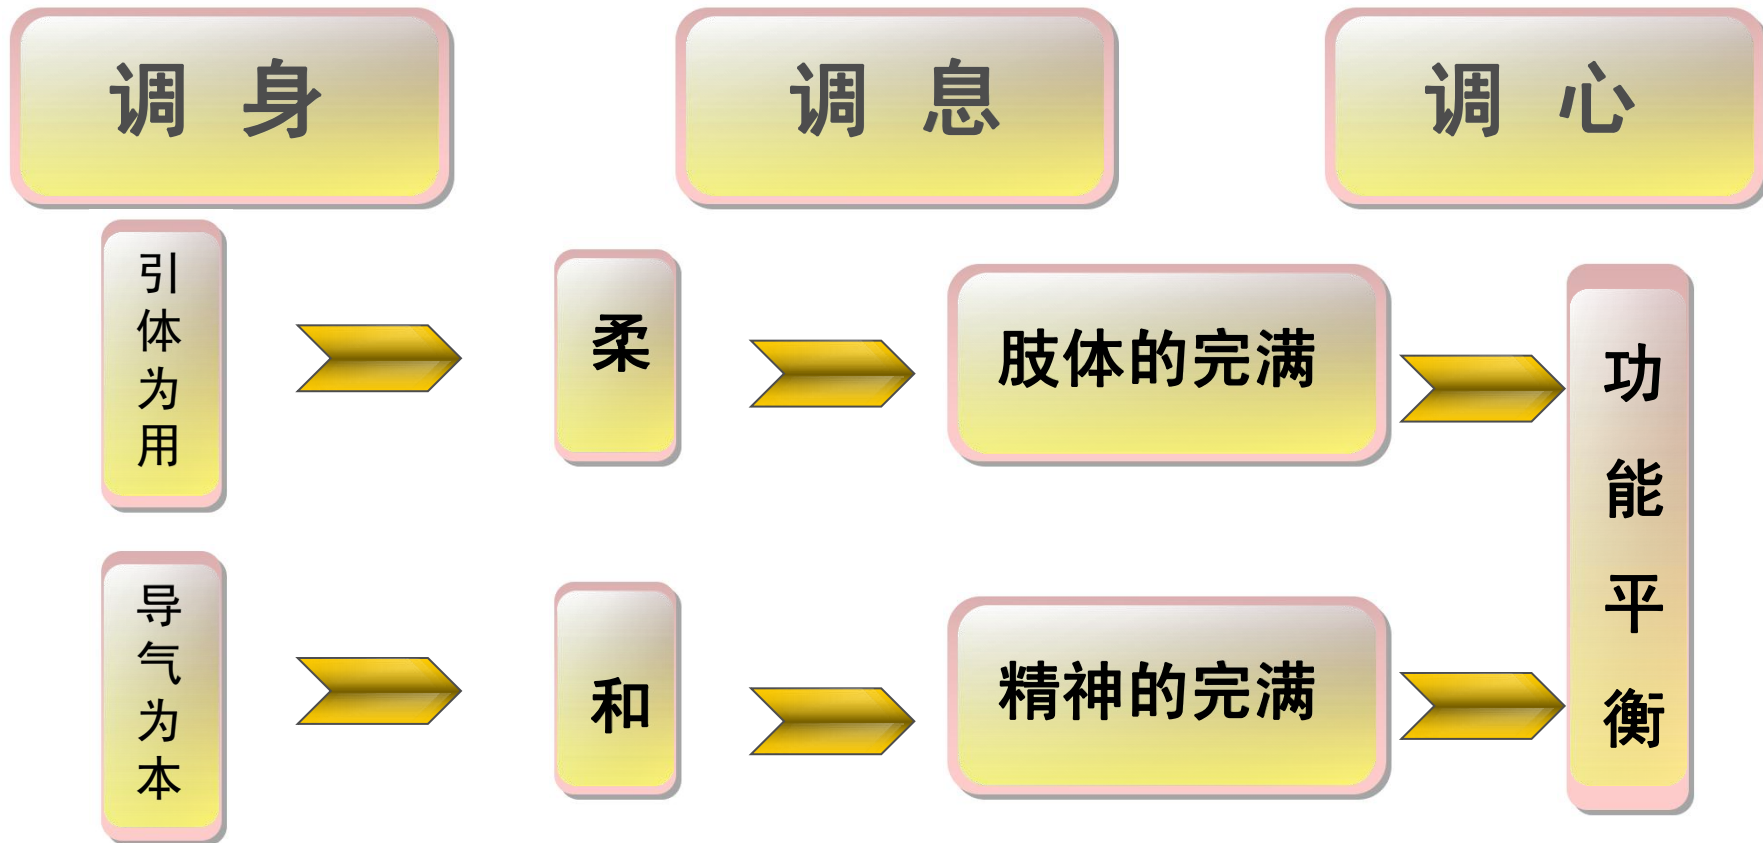 调 身
调 息
调 心
引体为用
柔
肢体的完满
功能平衡
导气为本
和
精神的完满